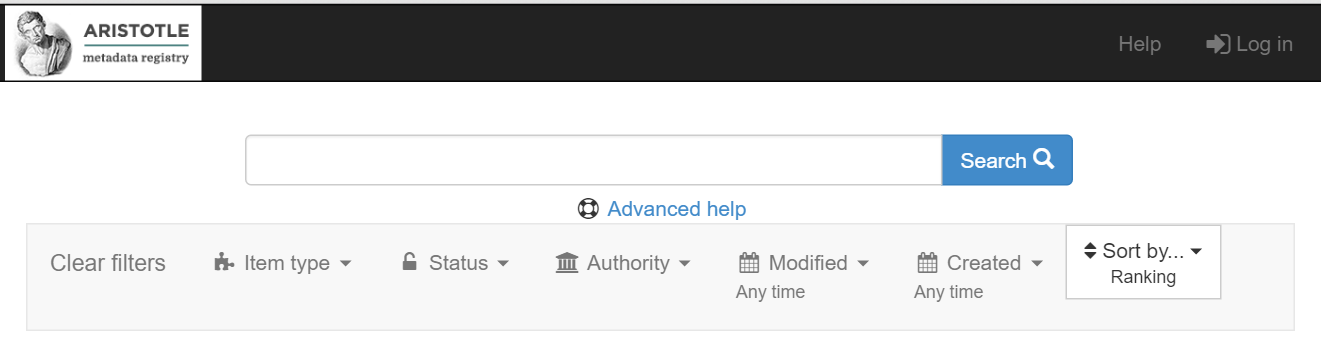 ARISTOTLE
metadata registry
Help
Log in
Search
Advanced help
Clear filters
Item type
Status
Authority
Modified
Any time
Created
Any time
Sort by...
Ranking